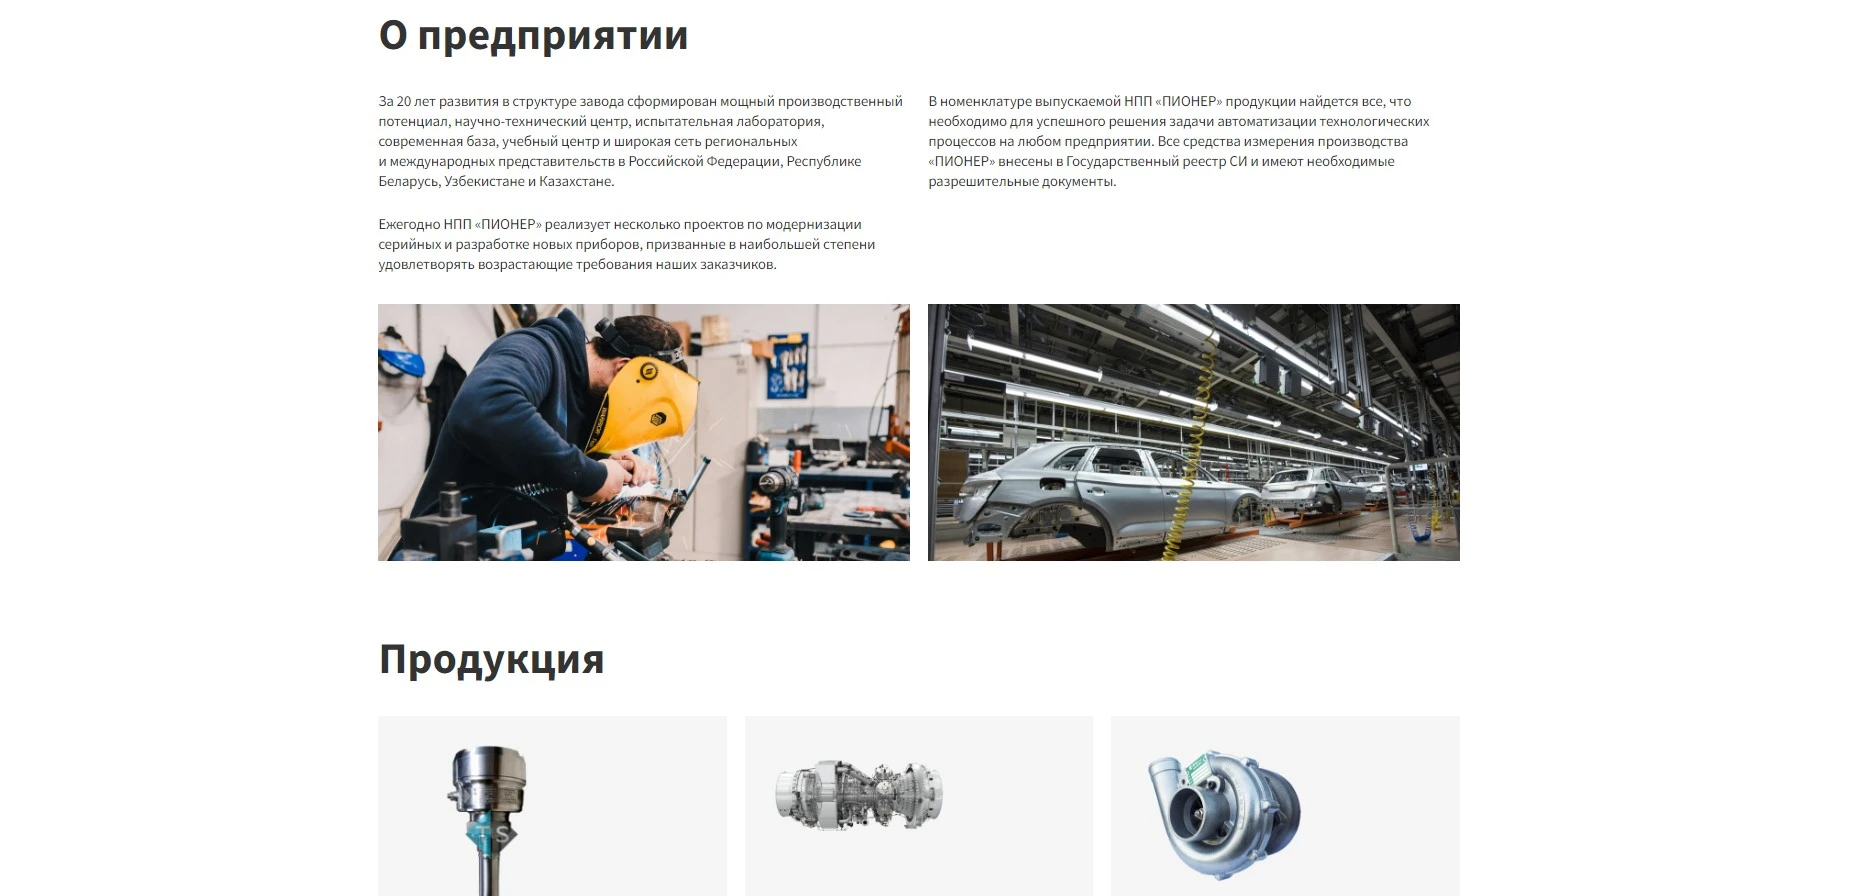 О предприятии
За 20 лет развития в структуре завода сформирован мощный производственный
потенциал, научно-технический центр, испытательная лаборатория,
современная база, учебный центр и широкая сеть региональных
и международных представительств в Российской Федерации, Республике
Беларусь, Узбекистане и Казахстане.
Ежегодно НПП «ПИОНЕР» реализует несколько проектов по модернизации
серийных и разработке новых приборов, призванные в наибольшей степени
удовлетворять возрастающие требования наших заказчиков.
В номенклатуре выпускаемой НПП «ПИОНЕР» продукции найдется все, что
необходимо для успешного решения задачи автоматизации технологических
процессов на любом предприятии. Все средства измерения производства
«ПИОНЕР» внесены в Государственный реестр СИ и имеют необходимые
разрешительные документы.
Продукция
TS